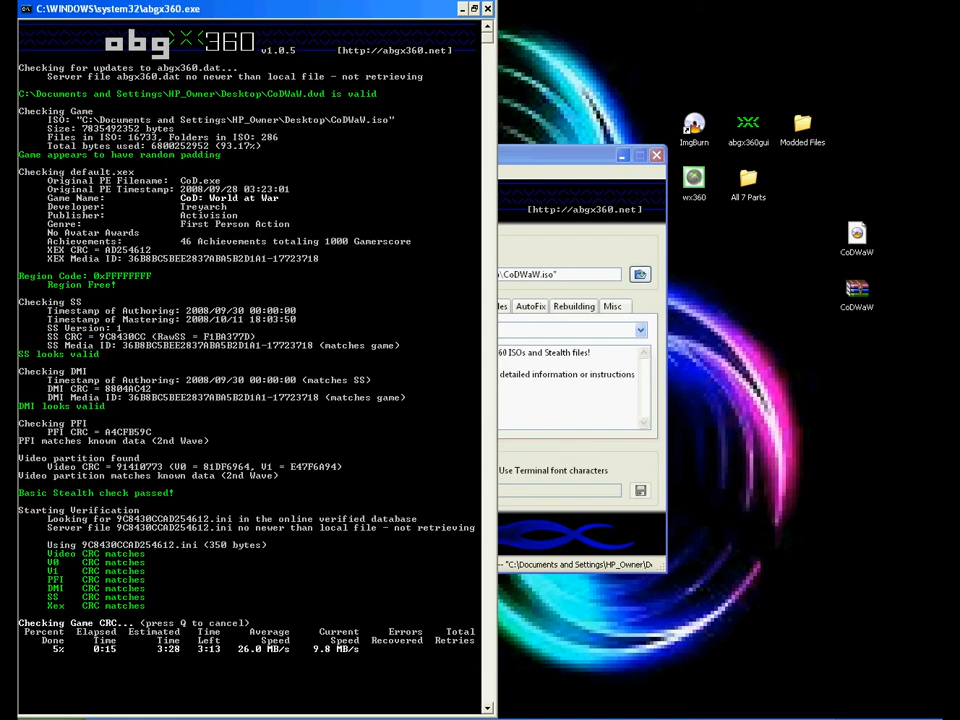 C:\WINDOWS\system32\abgx360.exe
abgx360 v1.0.5 [http://abgx360.net]
Checking for updates to abgx360.dat...
Server file abgx360.dat no newer than local file - not retrieving
C:\Documents and Settings\HP_Owner\Desktop\CoDWaW.dvd is valid
Checking Game
ISO: "C:\Documents and Settings\HP_Owner\Desktop\CoDWaW.iso"
Size: 7835492352 bytes
Files in ISO: 16733, Folders in ISO: 286
Total bytes used: 6800252952 (93.17%)
Game appears to have random padding
Checking default.xex
Original PE Filename: CoD.exe
Original PE Timestamp: 2008/09/28 03:23:01
Game Name: CoD: World at War
Developer: Treyarch
Publisher: Activision
Genre: First Person Action
No Avatar Awards
Achievements: 46 Achievements totaling 1000 Gamerscore
XEX CRC = AD254612
XEX Media ID: 36B8BC5BEE2837ABA5B2D1A1-17723718
Region Code: 0xFFFFFFFF
Region Free!
Checking SS
Timestamp of Authoring: 2008/09/30 00:00:00
Timestamp of Mastering: 2008/10/11 18:03:50
SS Version: 1
SS CRC = 9C8430CC (RawSS = F1BA377D)
SS Media ID: 36B8BC5BEE2837ABA5B2D1A1-17723718 (matches game)
SS looks valid
Checking DMI
Timestamp of Authoring: 2008/09/30 00:00:00 (matches SS)
DMI CRC = 8804AC42
DMI Media ID: 36B8BC5BEE2837ABA5B2D1A1-17723718 (matches game)
DMI looks valid
Checking PFI
PFI CRC = A4CFB59C
PFI matches known data (2nd Wave)
Video partition found
Video CRC = 91410773 (V0 = 81DF6964, V1 = E47F6A94)
Video partition matches known data (2nd Wave)
Basic Stealth check passed!
Starting Verification
Looking for 9C8430CCAD254612.ini in the online verified database
Server file 9C8430CCAD254612.ini no newer than local file - not retrieving
Using 9C8430CCAD254612.ini (350 bytes)
Video CRC matches
V0 CRC matches
V1 CRC matches
PFI CRC matches
DMI CRC matches
SS CRC matches
Xex CRC matches
Checking Game CRC... (press Q to cancel)
Percent Elapsed Estimated Time Average Current Errors Total
Done Time Time Left Speed Speed Recovered Retries
5% 0:15 3:28 3:13 26.0 MB/s 9.8 MB/s
[http://abgx360.net]
\CoDWaW.iso"
les AutoFix Rebuilding Misc
60 ISOs and Stealth files!
detailed information or instructions
Use Terminal font characters
-- "C:\Documents and Settings\HP_Owner\De
ImgBurn abgx360gui Modded Files
wx360 All 7 Parts
CoDWaW
CoDWaW